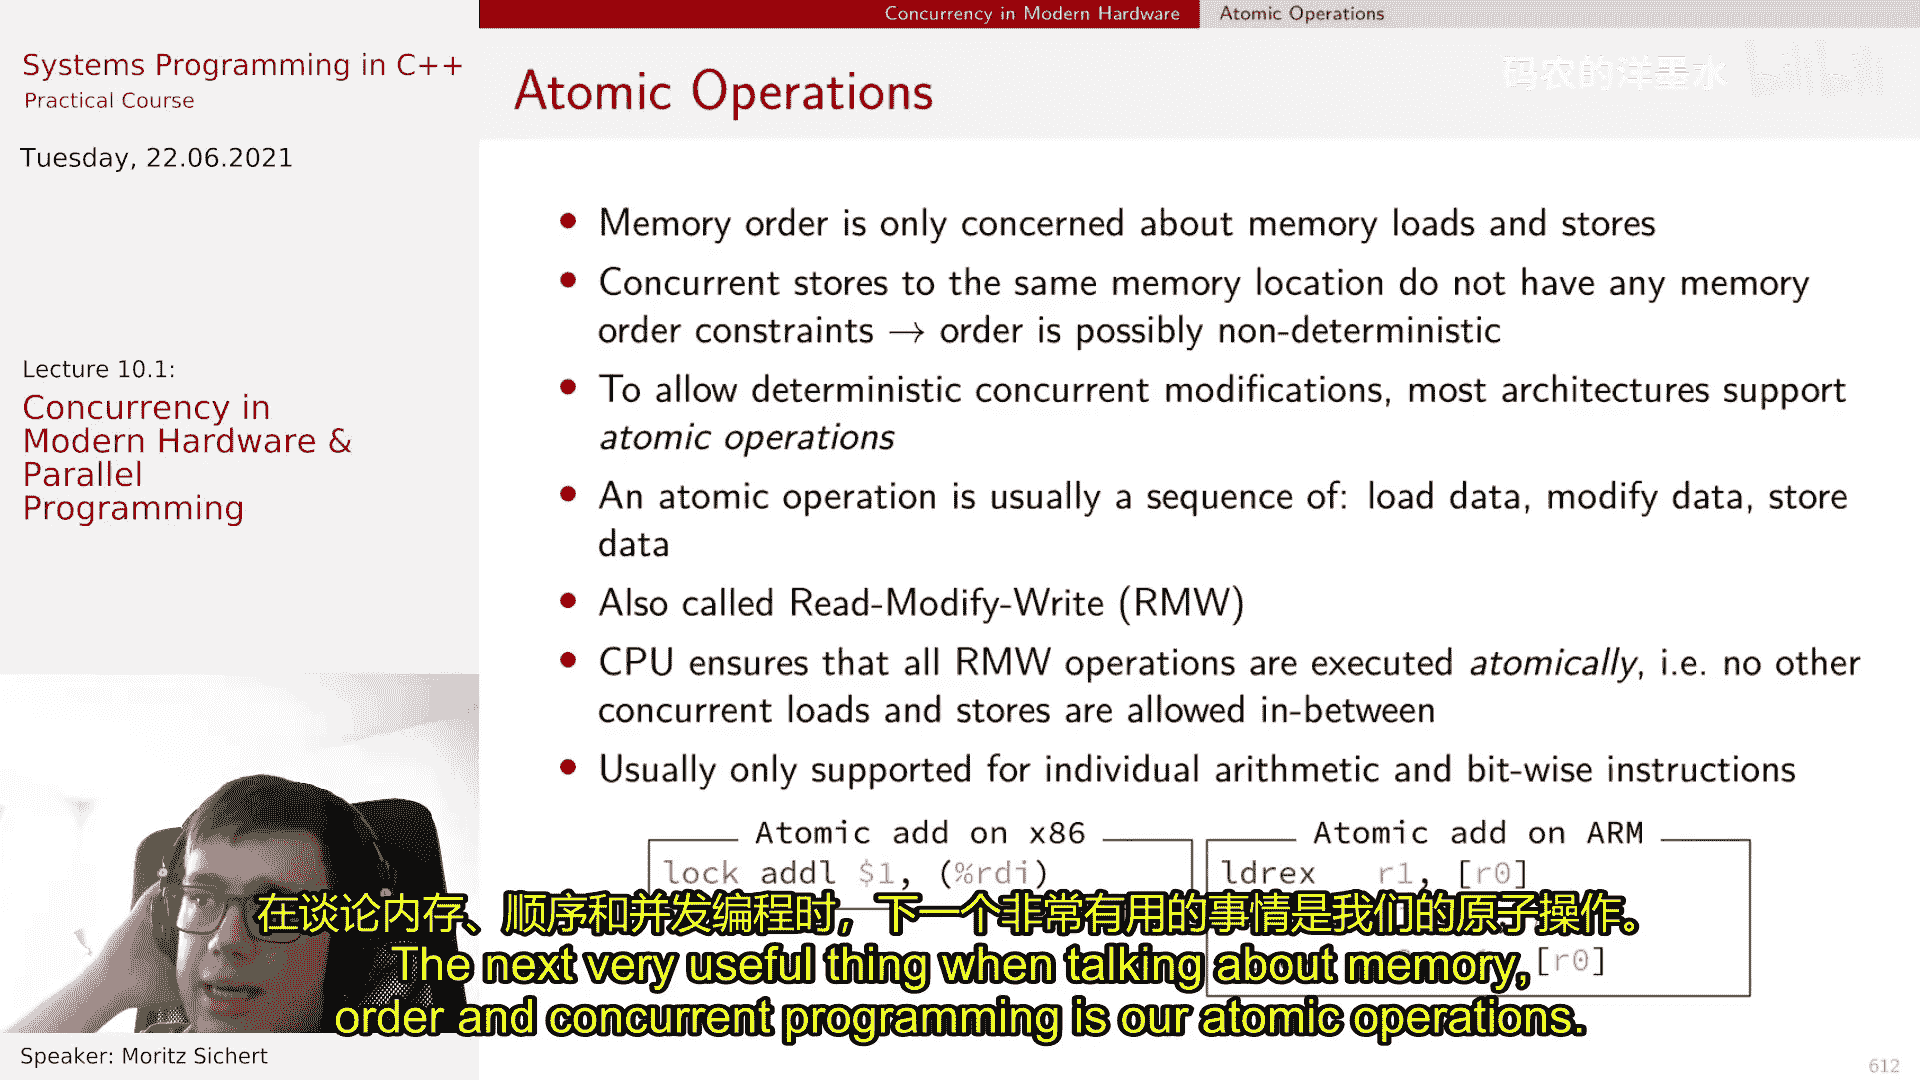 Concurrency in Modern Hardware
Atomic Operations
Systems Programming in C++
Practical Course
Tuesday, 22.06.2021
Lecture 10.1:
Concurrency in
Modern Hardware &
Parallel
Programming
Speaker: Moritz Sichert
码农的洋墨水
bilibili
Atomic Operations
Memory order is only concerned about memory loads and stores
Concurrent stores to the same memory location do not have any memory
order constraints → order is possibly non-deterministic
To allow deterministic concurrent modifications, most architectures support
atomic operations
An atomic operation is usually a sequence of: load data, modify data, store
data
Also called Read-Modify-Write (RMW)
CPU ensures that all RMW operations are executed atomically, i.e. no other
concurrent loads and stores are allowed in-between
Usually only supported for individual arithmetic and bit-wise instructions
Atomic add on x86
lock addl $1, (%rdi)
Atomic add on ARM
ldrex r1, [r0]
[r0]
在谈论内存、顺序和并发编程时，下一个非常有用的事情是我们的原子操作。
The next very useful thing when talking about memory,
order and concurrent programming is our atomic operations.
612